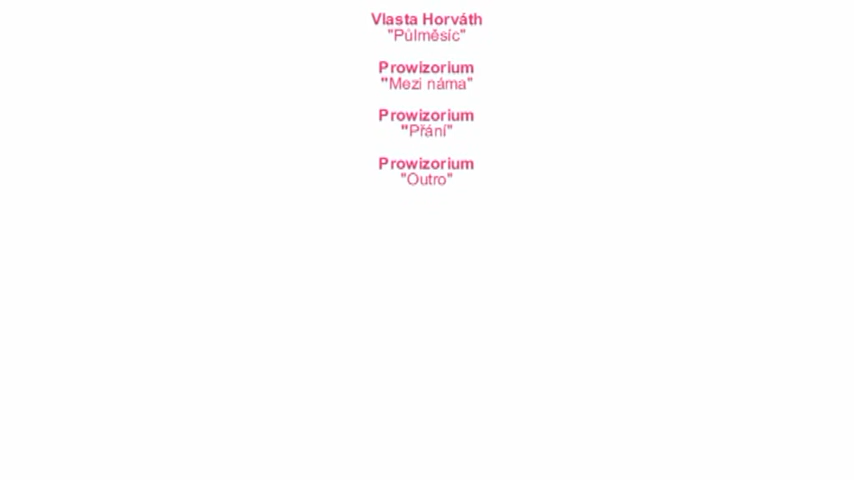 Vlasta Horváth
"Půlměsíc"
Prowizorium
"Mezi náma"
Prowizorium
"Přání"
Prowizorium
"Outro"